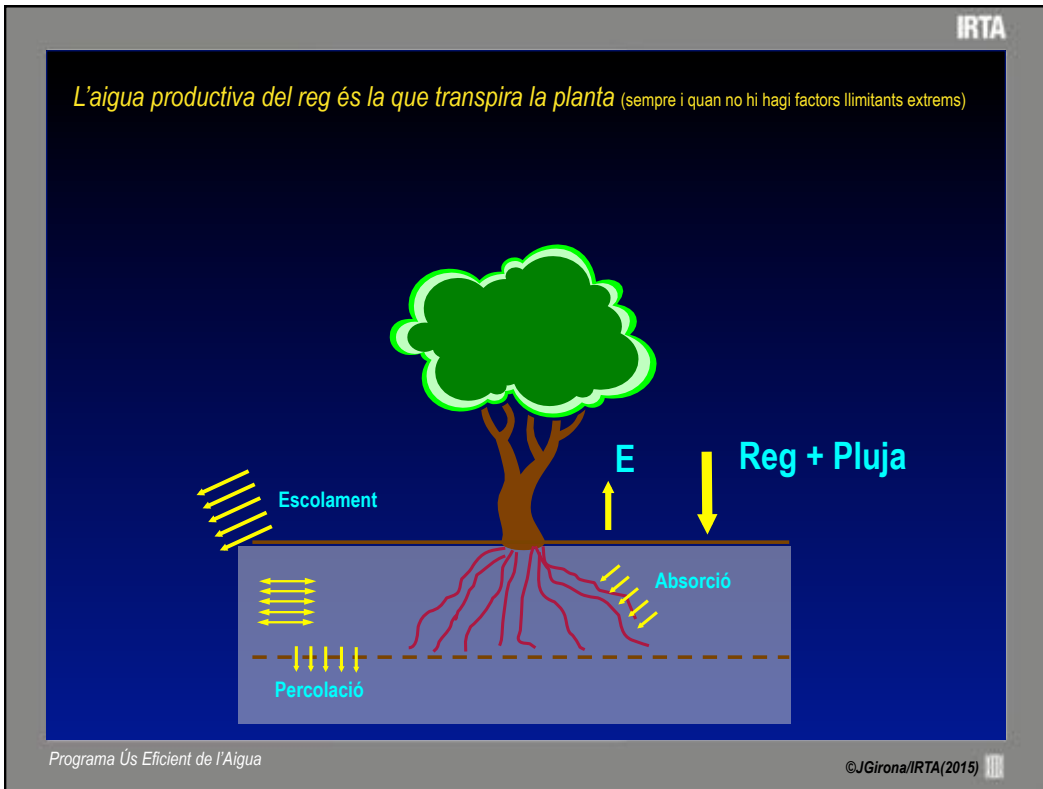 IRTA
L'aigua productiva del reg és la que transpira la planta (sempre i quan no hi hagi factors llimitants extrems)
E
Reg + Pluja
Escolament
Absorció
Percolació
Programa Ús Eficient de l'Aigua
©JGirona/IRTA(2015)